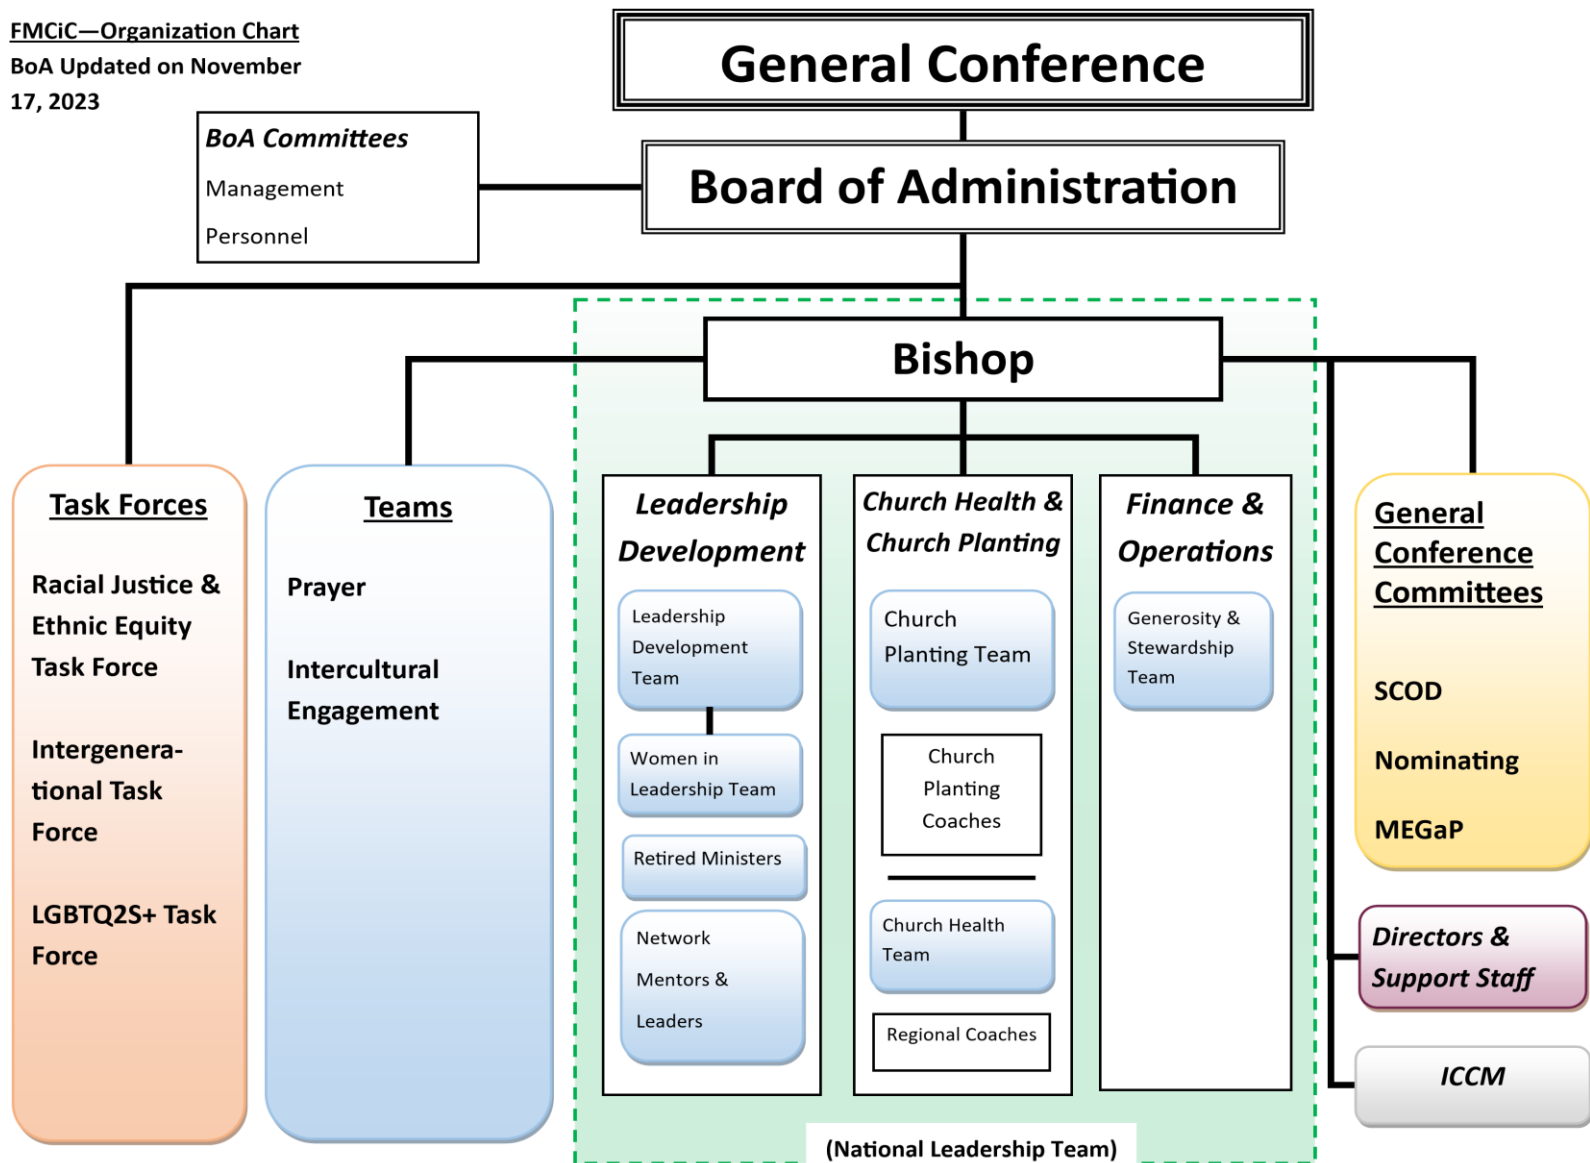 FMCiC—Organization Chart
BoA Updated on November
17, 2023
General Conference
BoA Committees
Management
Personnel
Board of Administration
Bishop
Task Forces
Racial Justice &
Ethnic Equity
Task Force
Intergenera-
tional Task
Force
LGBTQ2S+ Task
Force
Teams
Prayer
Intercultural
Engagement
Leadership
Development
Leadership
Development
Team
Women in
Leadership Team
Retired Ministers
Network
Mentors &
Leaders
Church Health &
Church Planting
Church
Planting Team
Church
Planting
Coaches
Church Health
Team
Regional Coaches
Finance &
Operations
Generosity &
Stewardship
Team
(National Leadership Team)
General
Conference
Committees
SCOD
Nominating
MEGaP
Directors &
Support Staff
ICCM